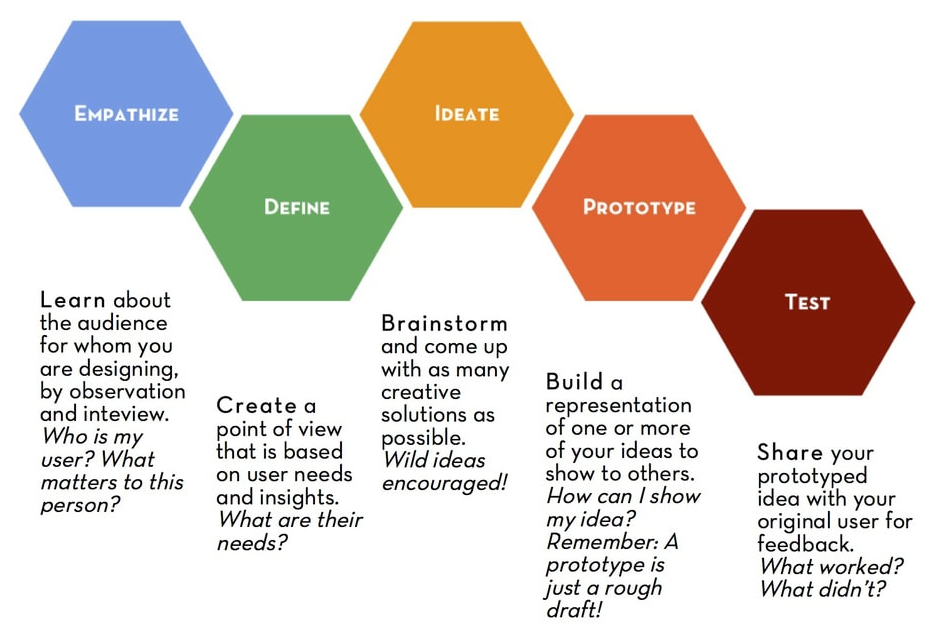 EMPATHIZE
Learn about
the audience
for whom you
are designing,
by observation
and inteview.
Who is my
user? What
matters to this
person?
DEFINE
Create a
point of view
that is based
on user needs
and insights.
What are their
needs?
IDEATE
Brainstorm
and come up
with as many
creative
solutions as
possible.
Wild ideas
encouraged!
PROTOTYPE
Build a
representation
of one or more
of your ideas to
show to others.
How can I show
my idea?
Remember: A
prototype is
just a rough
draft!
TEST
Share your
prototyped
idea with your
original user for
feedback.
What worked?
What didn't?